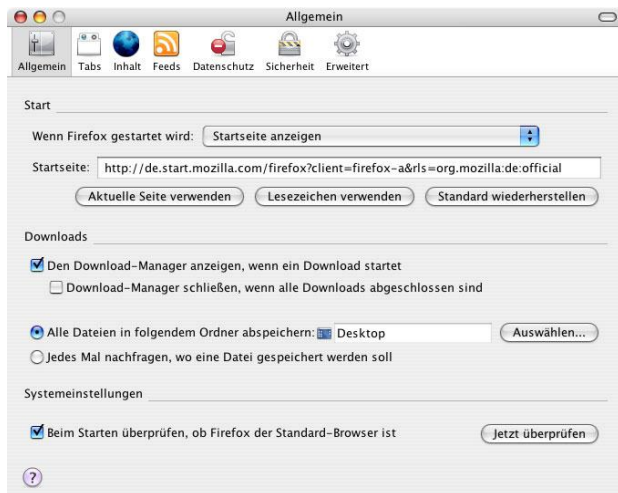 Allgemein
Allgemein Tabs Inhalt Feeds Datenschutz Sicherheit Erweitert
Start
Wenn Firefox gestartet wird: Startseite anzeigen
Startseite: http://de.start.mozilla.com/firefox?client=firefox-a&rls=org.mozilla:de:official
Aktuelle Seite verwenden Lesezeichen verwenden Standard wiederherstellen
Downloads
Den Download-Manager anzeigen, wenn ein Download startet
Download-Manager schließen, wenn alle Downloads abgeschlossen sind
Alle Dateien in folgendem Ordner abspeichern: Desktop Auswählen...
Jedes Mal nachfragen, wo eine Datei gespeichert werden soll
Systemeinstellungen
Beim Starten überprüfen, ob Firefox der Standard-Browser ist Jetzt überprüfen
?